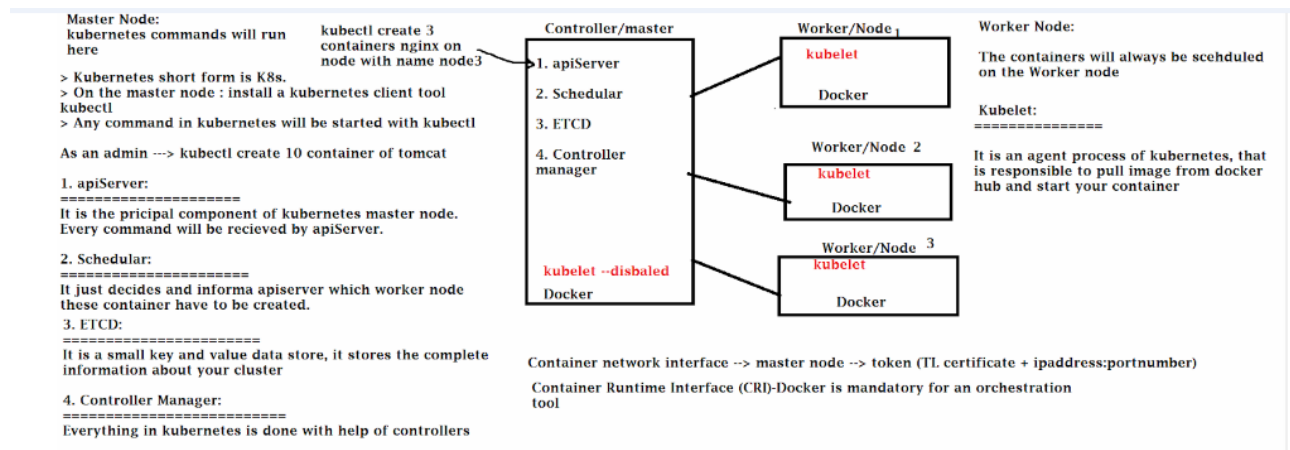 Master Node:
kubernetes commands will run
here
> Kubernetes short form is K8s.
> On the master node : install a kubernetes client tool
kubectl
> Any command in kubernetes will be started with kubectl
As an admin ---> kubectl create 10 container of tomcat
1. apiServer:
=====================
It is the pricipal component of kubernetes master node.
Every command will be recieved by apiServer.
2. Schedular:
======================
It just decides and informa apiserver which worker node
these container have to be created.
3. ETCD:
=======================
It is a small key and value data store, it stores the complete
information about your cluster
4. Controller Manager:
==========================
Everything in kubernetes is done with help of controllers
kubectl create 3
containers nginx on
node with name node3
Controller/master
1. apiServer
2. Schedular
3. ETCD
4. Controller
manager
kubelet --disbaled
Docker
Worker/Node 1
kubelet
Docker
Worker/Node 2
kubelet
Docker
Worker/Node 3
kubelet
Docker
Container network interface --> master node --> token (TL certificate + ipaddress:portnumber)
Container Runtime Interface (CRI)-Docker is mandatory for an orchestration
tool
Worker Node:
The containers will always be scehduled
on the Worker node
Kubelet:
===============
It is an agent process of kubernetes, that
is responsible to pull image from docker
hub and start your container